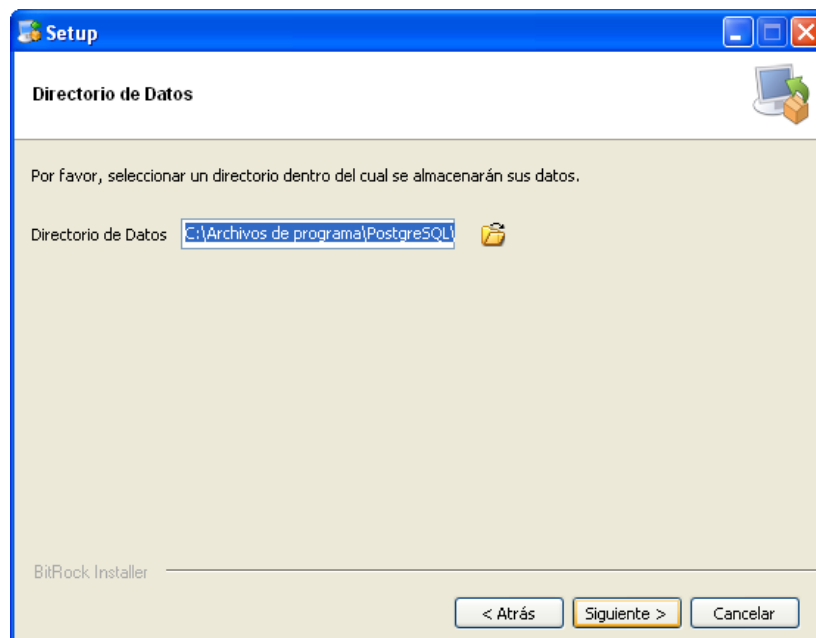 Setup
Directorio de Datos
Por favor, seleccionar un directorio dentro del cual se almacenarán sus datos.
Directorio de Datos C:\Archivos de programa\PostgreSQL\
BitRock Installer
< Atrás Siguiente > Cancelar